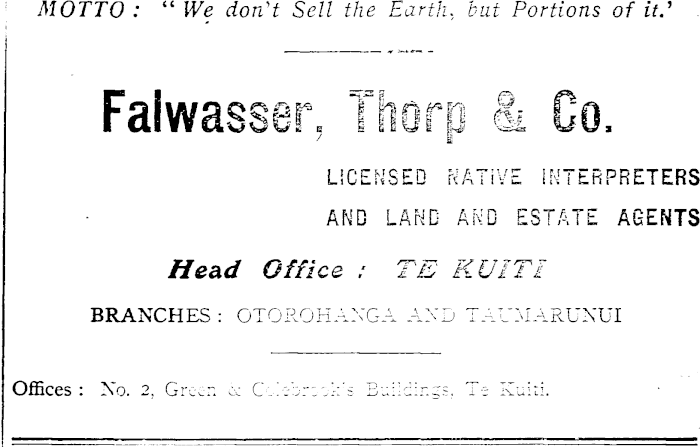 MOTTO : " We don't Sell the Earth, but Portions of it.'
Falwasser, Thorp & Co.
LICENSED NATIVE INTERPRETERS
AND LAND AND ESTATE AGENTS
Head Office : TE KUITI
BRANCHES : OTOROHANGA AND TAUMARUNUI
Offices : No. 2, Green & Colebrook's Buildings, Te Kuiti.